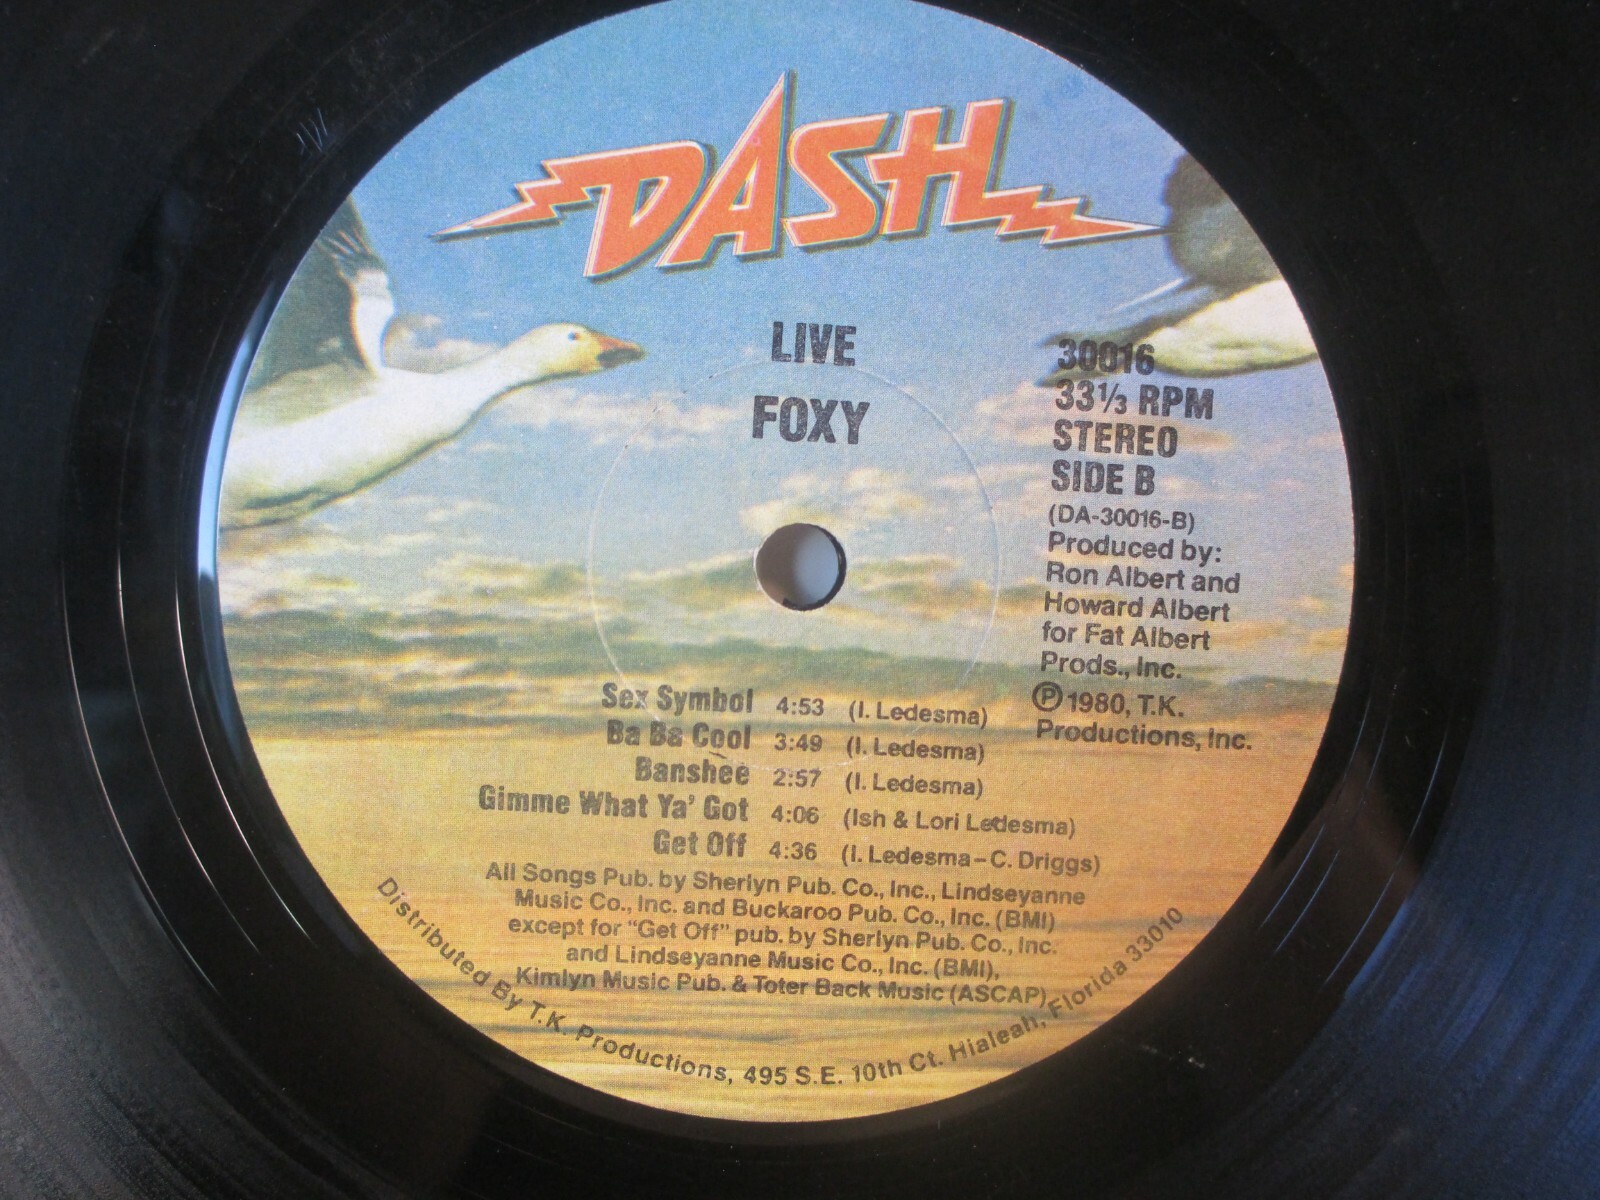 DASH
LIVE
FOXY
30016
33⅓ RPM
STEREO
SIDE B
(DA-30016-B)
Produced by:
Ron Albert and
Howard Albert
for Fat Albert
Prods., Inc.
℗ 1980, T.K.
Productions, Inc.
Sex Symbol 4:53 (I. Ledesma)
Ba Ba Cool 3:49 (I. Ledesma)
Banshee 2:57 (I. Ledesma)
Gimme What Ya' Got 4:06 (Ish & Lori Ledesma)
Get Off 4:36 (I. Ledesma–C. Driggs)
All Songs Pub. by Sherlyn Pub. Co., Inc., Lindseyanne
Music Co., Inc. and Buckaroo Pub. Co., Inc. (BMI)
except for "Get Off" pub. by Sherlyn Pub. Co., Inc.
and Lindseyanne Music Co., Inc. (BMI),
Kimlyn Music Pub. & Toter Back Music (ASCAP)
Distributed By T.K. Productions, 495 S.E. 10th Ct. Hialeah, Florida 33010